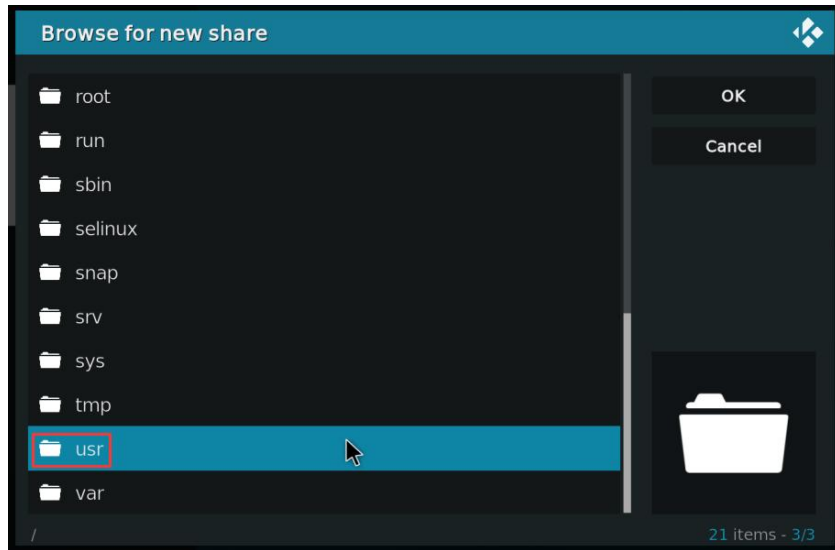 Browse for new share
root
run
sbin
selinux
snap
srv
sys
tmp
usr
var
OK
Cancel
/
21 items - 3/3